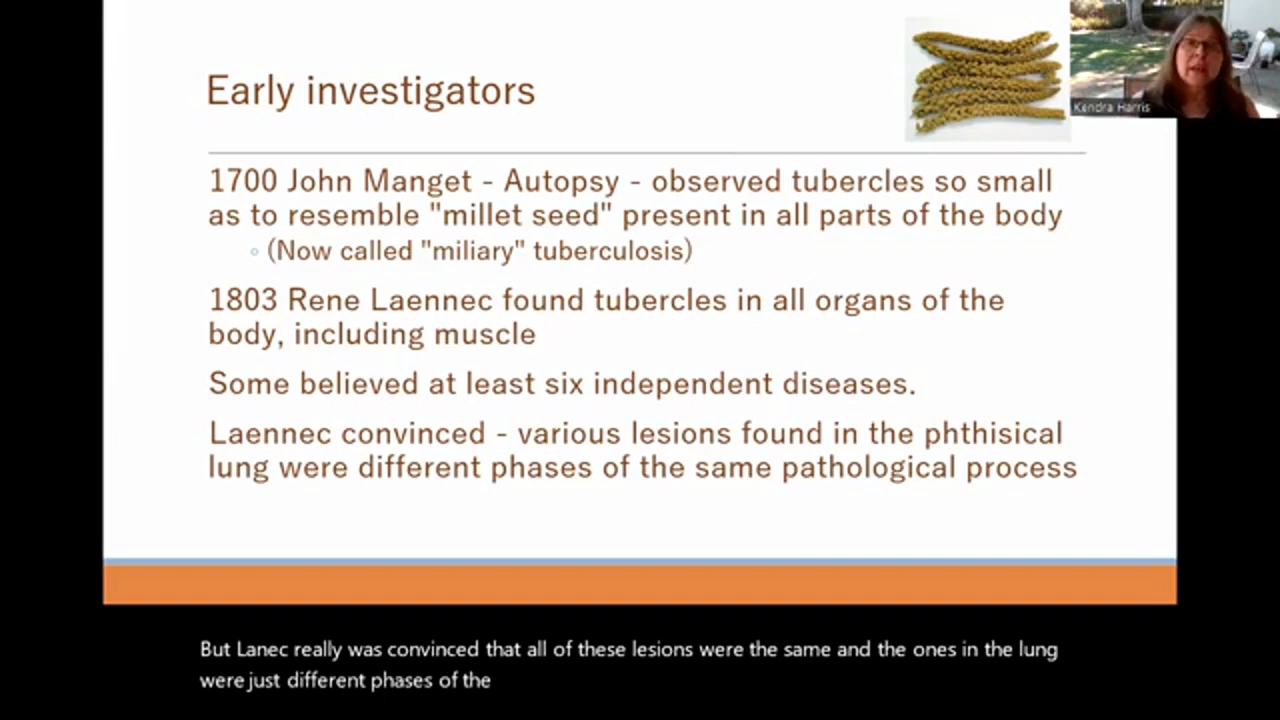 Early investigators
Kendra Harris
1700 John Manget - Autopsy - observed tubercles so small
as to resemble "millet seed" present in all parts of the body
(Now called "miliary" tuberculosis)
1803 Rene Laennec found tubercles in all organs of the
body, including muscle
Some believed at least six independent diseases.
Laennec convinced - various lesions found in the phthisical
lung were different phases of the same pathological process
But Lanec really was convinced that all of these lesions were the same and the ones in the lung
were just different phases of the